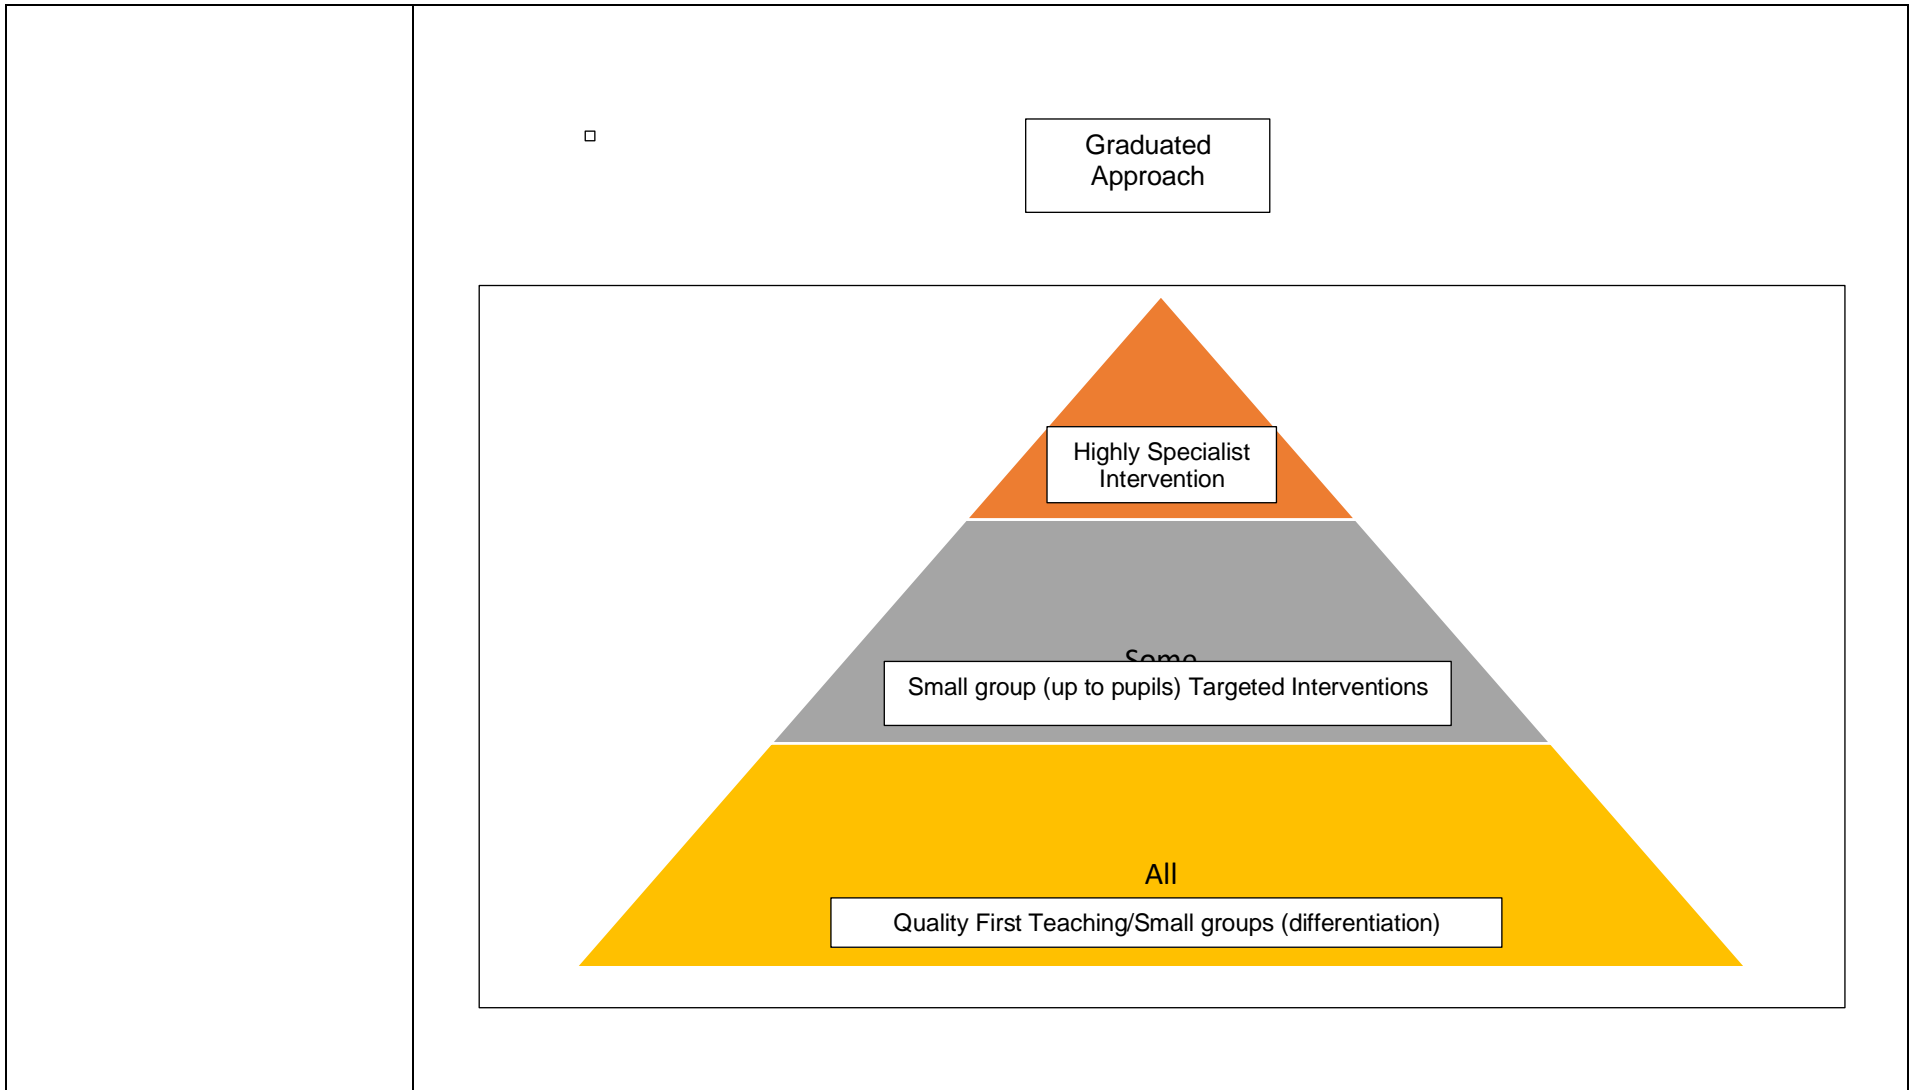 Graduated
Approach
Highly Specialist
Intervention
Some
Small group (up to pupils) Targeted Interventions
All
Quality First Teaching/Small groups (differentiation)